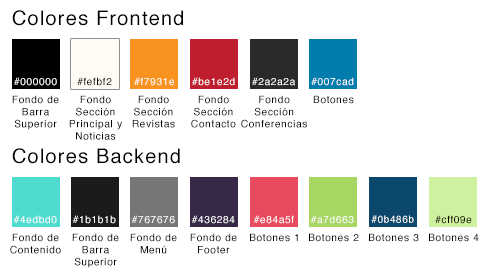 Colores Frontend
#000000 #fefbf2 #f7931e #be1e2d #2a2a2a #007cad
Fondo de Barra Superior
Fondo Sección Principal y Noticias
Fondo Sección Revistas
Fondo Sección Contacto
Fondo Sección Conferencias
Botones
Colores Backend
#4edbd0 #1b1b1b #767676 #436284 #e84a5f #a7d663 #0b486b #cff09e
Fondo de Contenido
Fondo de Barra Superior
Fondo de Menú
Fondo de Footer
Botones 1
Botones 2
Botones 3
Botones 4